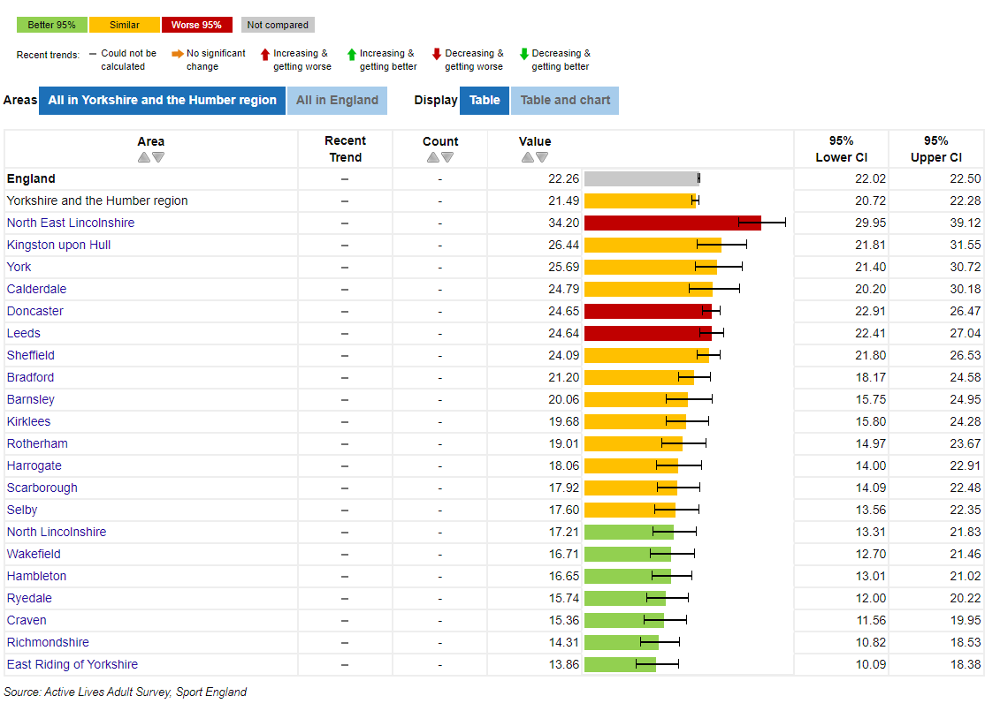 Better 95% Similar Worse 95% Not compared
Recent trends: – Could not be calculated No significant change Increasing & getting worse Increasing & getting better Decreasing & getting worse Decreasing & getting better
Areas All in Yorkshire and the Humber region All in England Display Table Table and chart
Area Recent Trend Count Value 95% Lower CI 95% Upper CI
England – - 22.26 22.02 22.50
Yorkshire and the Humber region – - 21.49 20.72 22.28
North East Lincolnshire – - 34.20 29.95 39.12
Kingston upon Hull – - 26.44 21.81 31.55
York – - 25.69 21.40 30.72
Calderdale – - 24.79 20.20 30.18
Doncaster – - 24.65 22.91 26.47
Leeds – - 24.64 22.41 27.04
Sheffield – - 24.09 21.80 26.53
Bradford – - 21.20 18.17 24.58
Barnsley – - 20.06 15.75 24.95
Kirklees – - 19.68 15.80 24.28
Rotherham – - 19.01 14.97 23.67
Harrogate – - 18.06 14.00 22.91
Scarborough – - 17.92 14.09 22.48
Selby – - 17.60 13.56 22.35
North Lincolnshire – - 17.21 13.31 21.83
Wakefield – - 16.71 12.70 21.46
Hambleton – - 16.65 13.01 21.02
Ryedale – - 15.74 12.00 20.22
Craven – - 15.36 11.56 19.95
Richmondshire – - 14.31 10.82 18.53
East Riding of Yorkshire – - 13.86 10.09 18.38
Source: Active Lives Adult Survey, Sport England